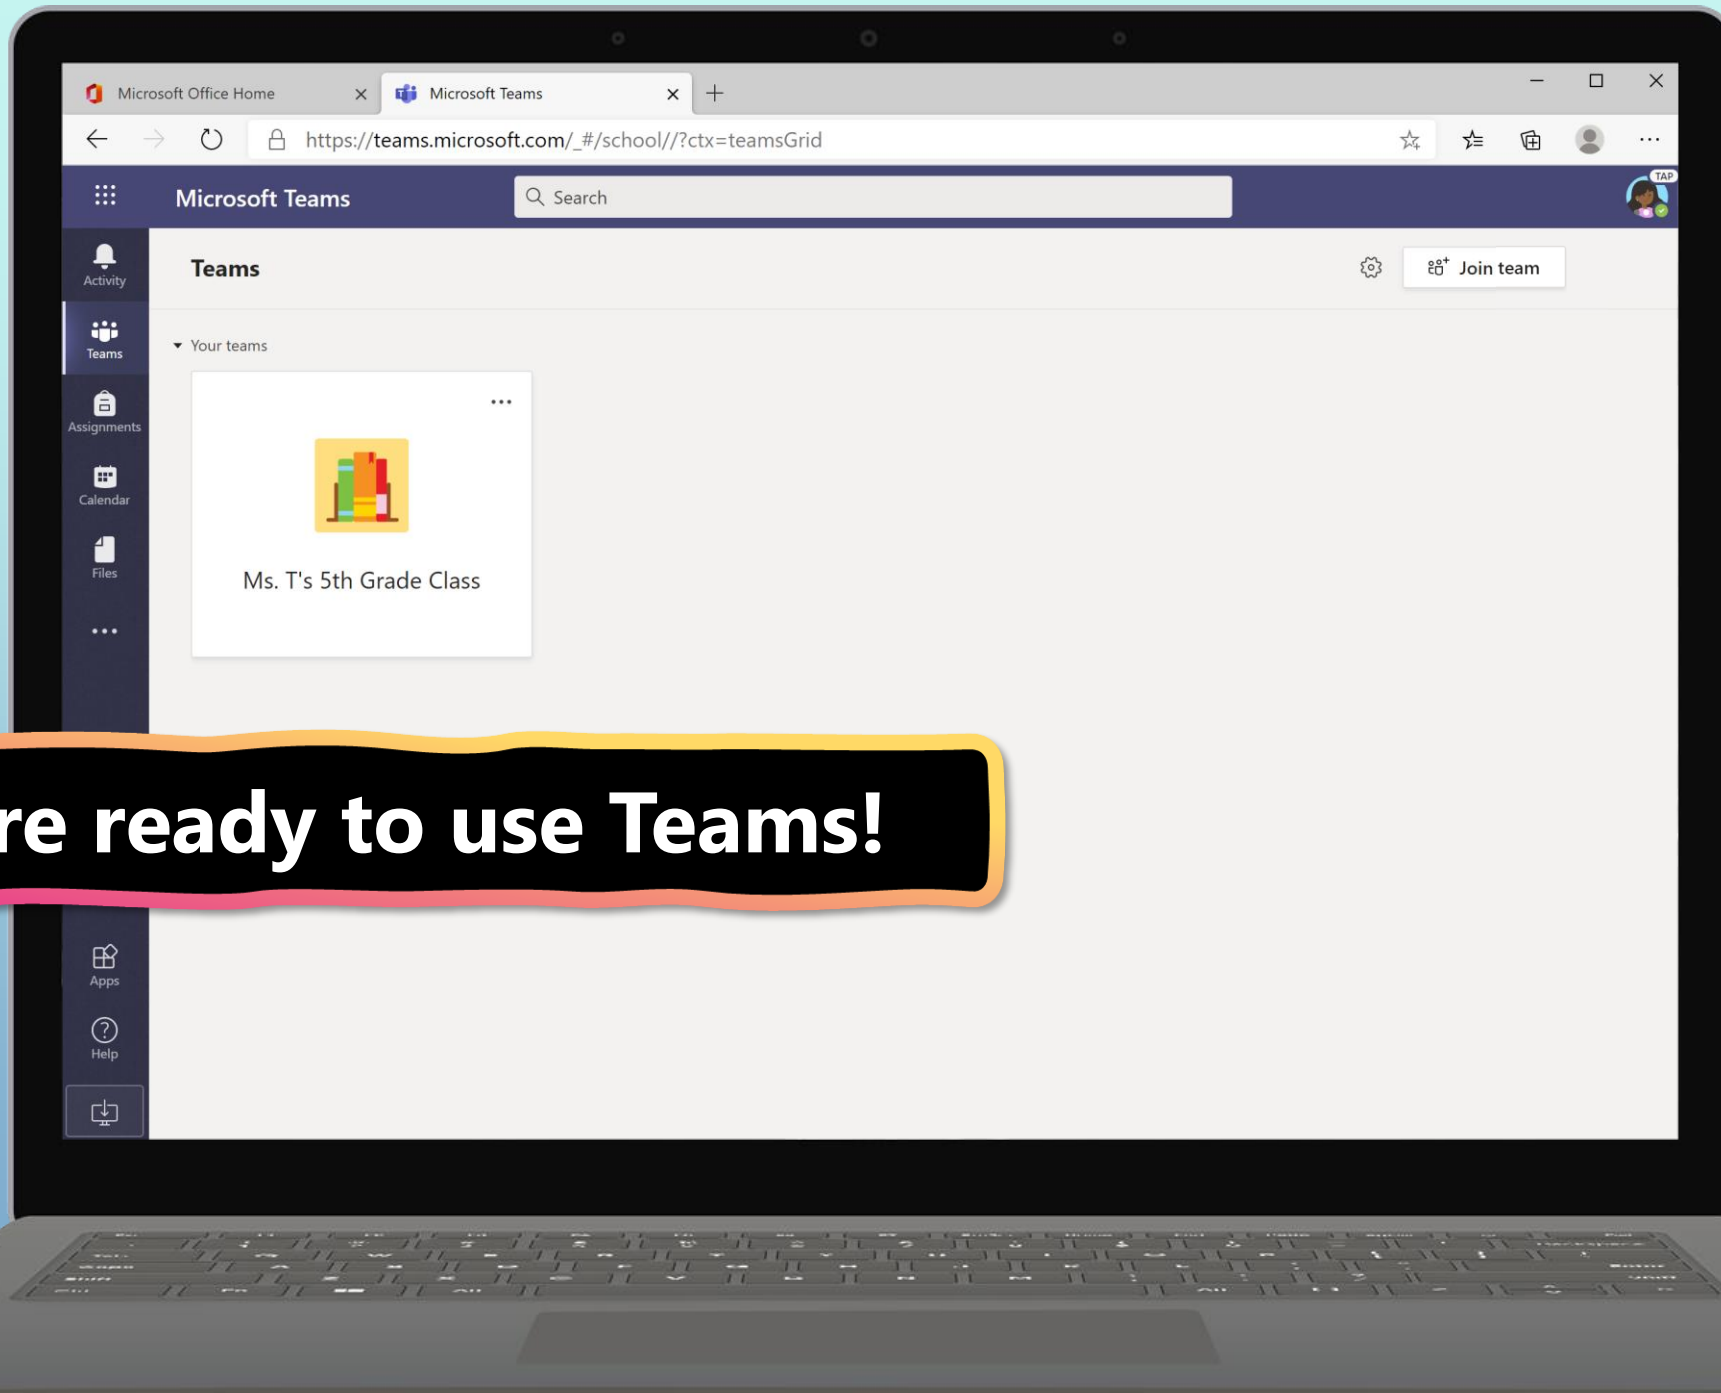 Microsoft Office Home
Microsoft Teams
https://teams.microsoft.com/_#/school//?ctx=teamsGrid
Microsoft Teams
Search
TAP
Activity
Teams
Join team
Teams
Your teams
Assignments
Calendar
Files
Ms. T's 5th Grade Class
re ready to use Teams!
Apps
Help